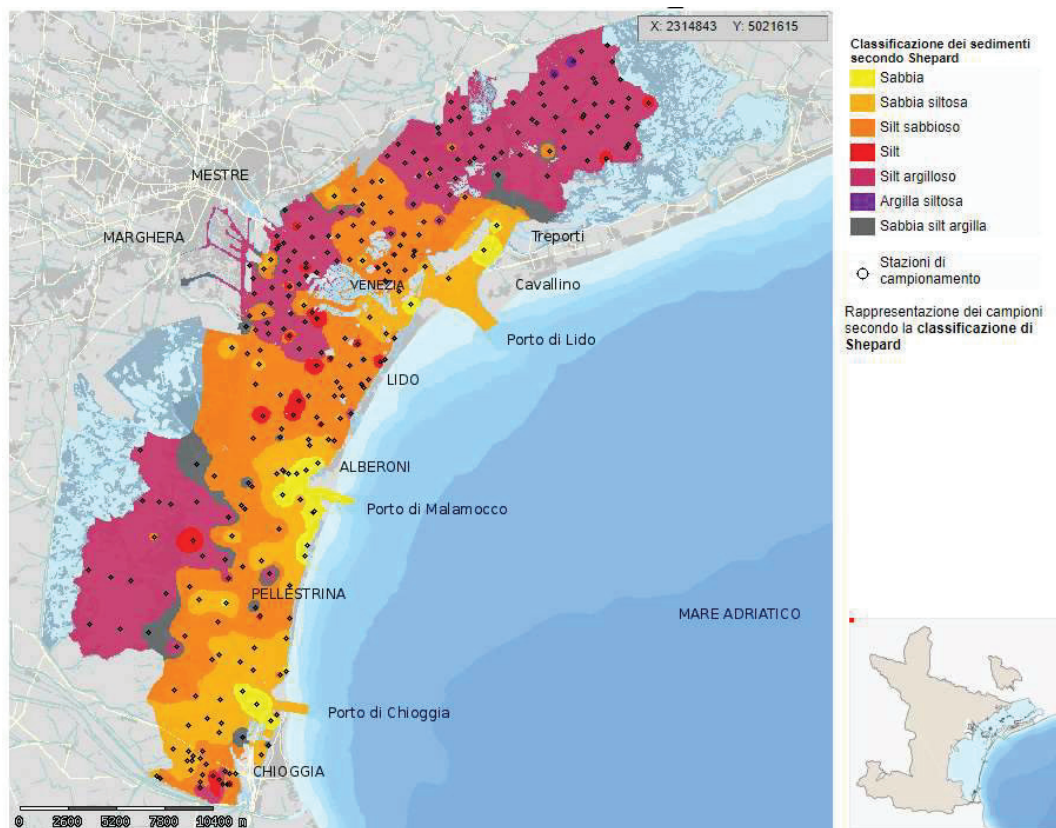 X: 2314843 Y: 5021615
MESTRE
MARGHERA
VENEZIA
Treporti
Cavallino
Porto di Lido
LIDO
ALBERONI
Porto di Malamocco
PELLESTRINA
MARE ADRIATICO
Porto di Chioggia
CHIOGGIA
0 2600 5200 7800 10400 m
Classificazione dei sedimenti
secondo Shepard
Sabbia
Sabbia siltosa
Silt sabbioso
Silt
Silt argilloso
Argilla siltosa
Sabbia silt argilla
Stazioni di
campionamento
Rappresentazione dei campioni
secondo la classificazione di
Shepard